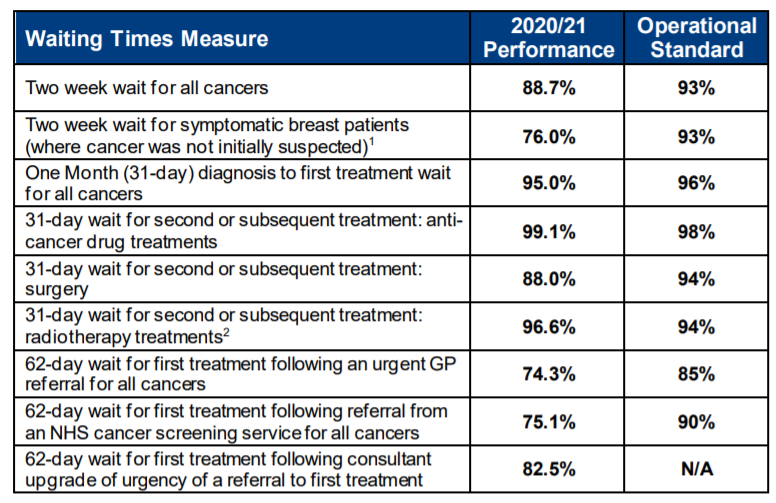 Waiting Times Measure
2020/21
Performance
Operational
Standard
Two week wait for all cancers
88.7%
93%
Two week wait for symptomatic breast patients
(where cancer was not initially suspected)1
76.0%
93%
One Month (31-day) diagnosis to first treatment wait
for all cancers
95.0%
96%
31-day wait for second or subsequent treatment: anti-
cancer drug treatments
99.1%
98%
31-day wait for second or subsequent treatment:
surgery
88.0%
94%
31-day wait for second or subsequent treatment:
radiotherapy treatments2
96.6%
94%
62-day wait for first treatment following an urgent GP
referral for all cancers
74.3%
85%
62-day wait for first treatment following referral from
an NHS cancer screening service for all cancers
75.1%
90%
62-day wait for first treatment following consultant
upgrade of urgency of a referral to first treatment
82.5%
N/A